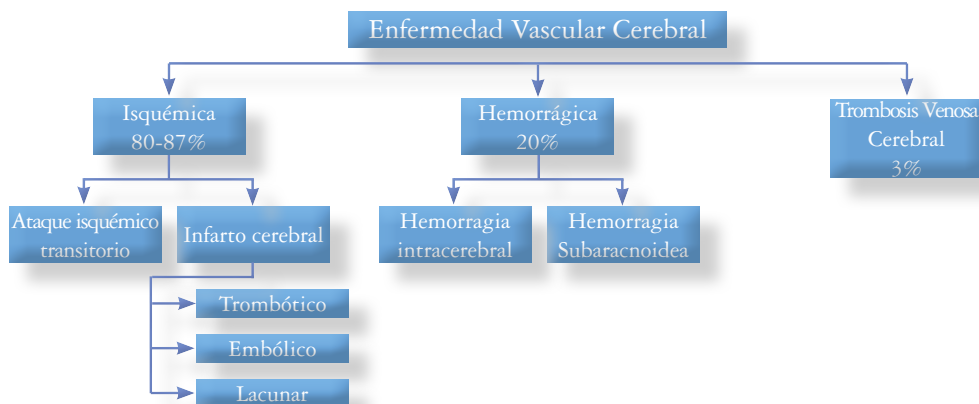 Enfermedad Vascular Cerebral
Isquémica
80-87%
Hemorrágica
20%
Trombosis Venosa
Cerebral
3%
Ataque isquémico
transitorio
Infarto cerebral
Hemorragia
intracerebral
Hemorragia
Subaracnoidea
Trombótico
Embólico
Lacunar